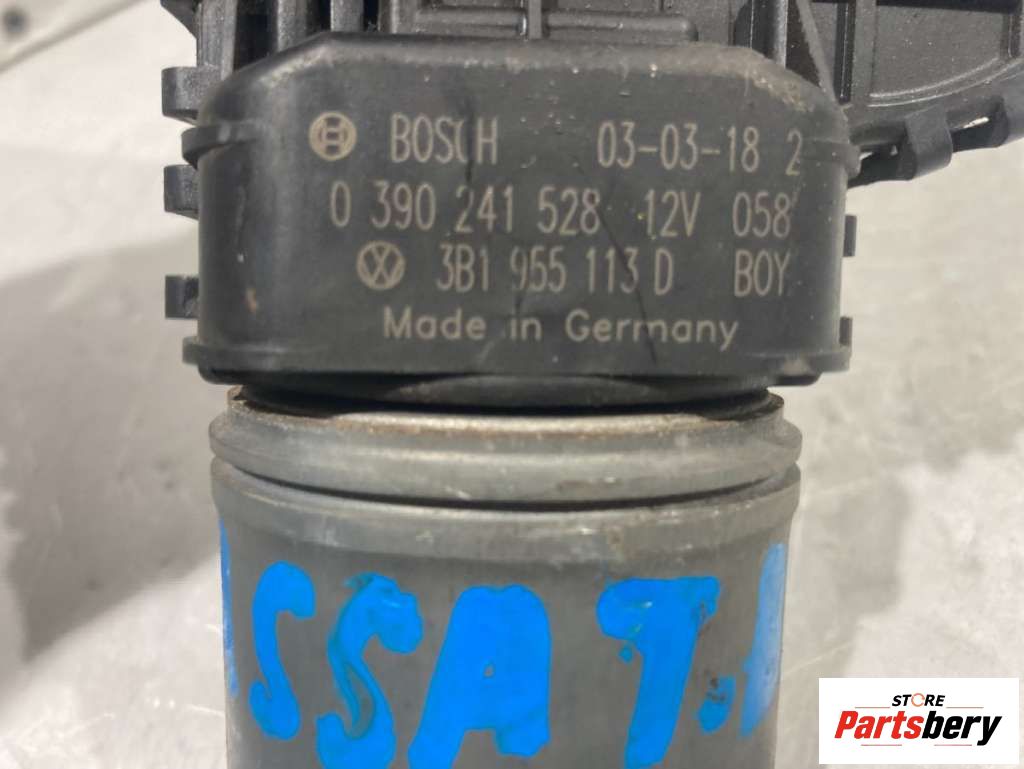 BOSCH 03-03-18 2
0 390 241 528 12V 058
3B1 955 113 D BOY
Made in Germany
ASSAT.
STORE
Partsbery